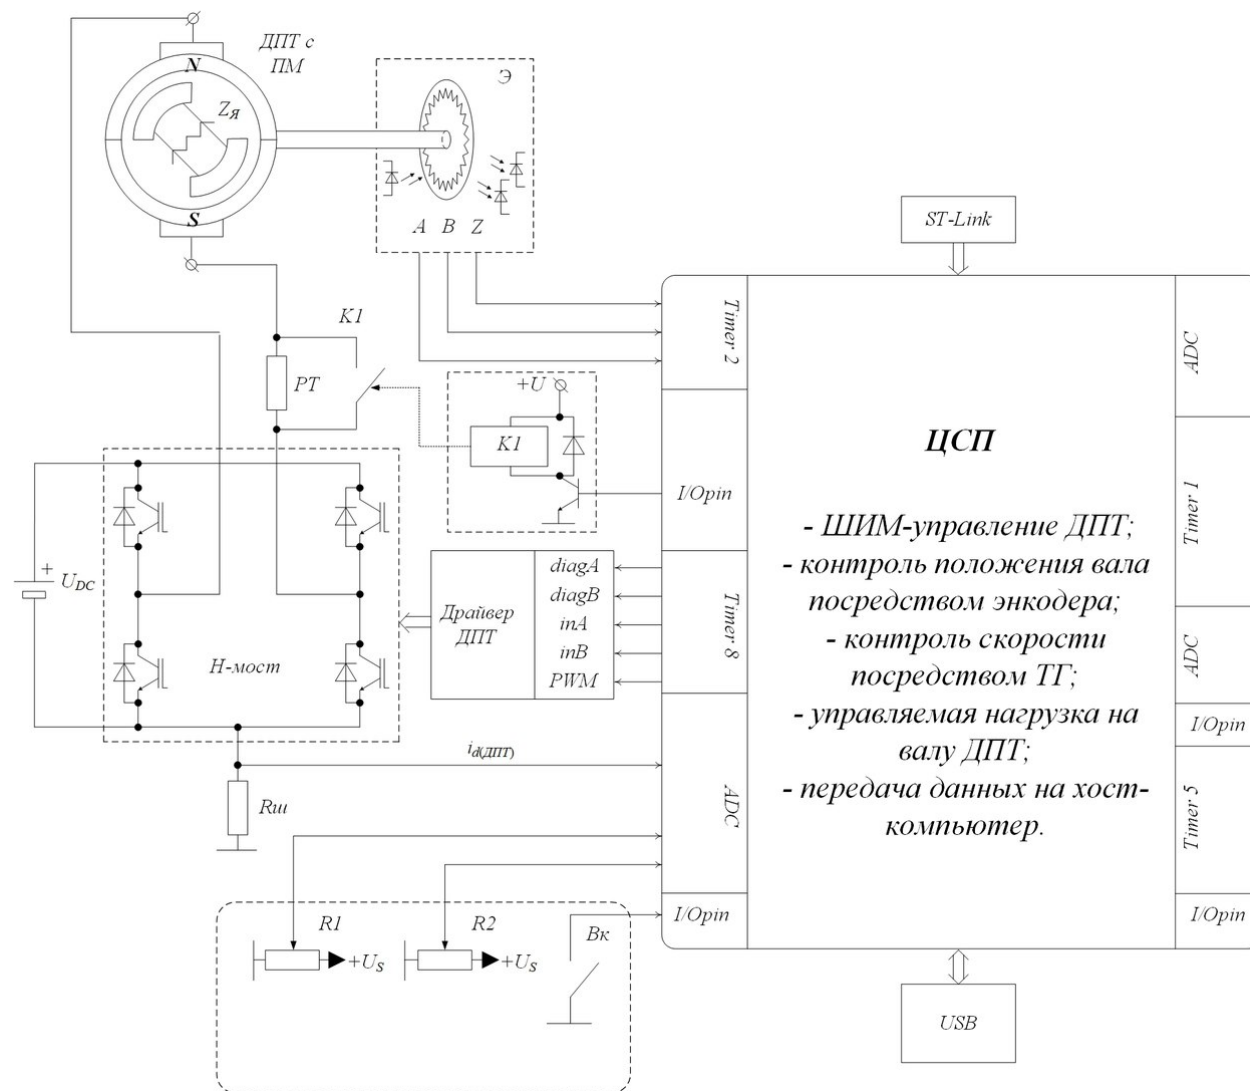 ДПТ с
ПМ
N
Zя
S
Э
A B Z
K1
PT
+U
K1
ST-Link
Timer 2
I/Opin
Timer 8
ADC
I/Opin
ЦСП
- ШИМ-управление ДПТ;
- контроль положения вала
посредством энкодера;
- контроль скорости
посредством ТГ;
- управляемая нагрузка на
валу ДПТ;
- передача данных на хост-
компьютер.
ADC
Timer 1
ADC
I/Opin
Timer 5
I/Opin
+
UDC
Н-мост
Драйвер
ДПТ
diagA
diagB
inA
inB
PWM
id(ДПТ)
Rш
R1
+US
R2
+US
Вк
USB